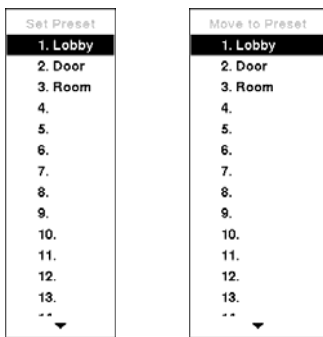 Set Preset
1. Lobby
2. Door
3. Room
4.
5.
6.
7.
8.
9.
10.
11.
12.
13.
Move to Preset
1. Lobby
2. Door
3. Room
4.
5.
6.
7.
8.
9.
10.
11.
12.
13.